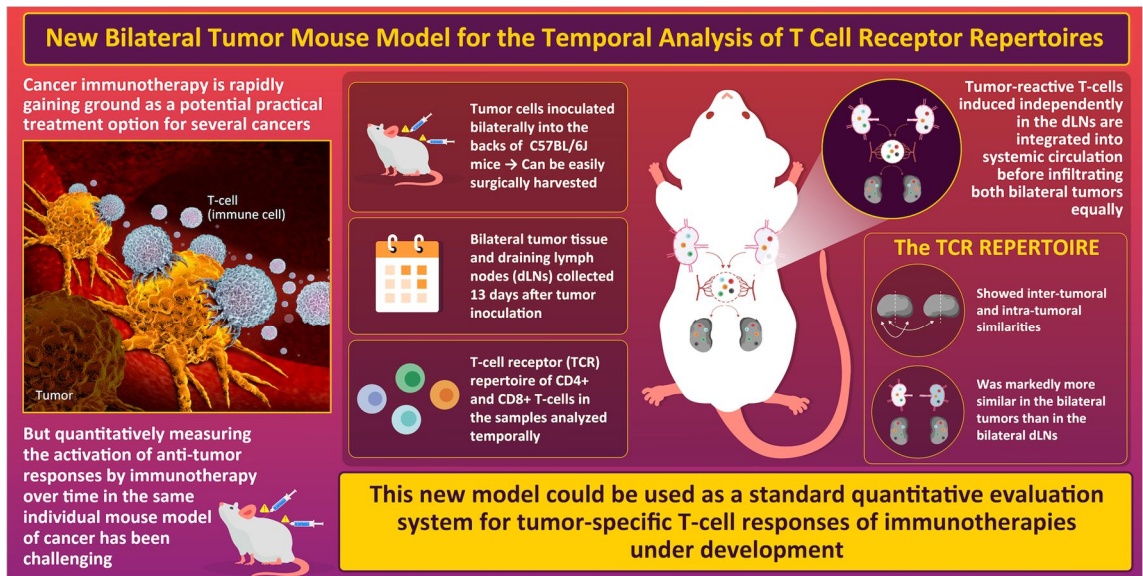 New Bilateral Tumor Mouse Model for the Temporal Analysis of T Cell Receptor Repertoires
Cancer immunotherapy is rapidly
gaining ground as a potential practical
treatment option for several cancers
T-cell
(immune cell)
Tumor
But quantitatively measuring
the activation of anti-tumor
responses by immunotherapy
over time in the same
individual mouse model
of cancer has been
challenging
Tumor cells inoculated
bilaterally into the
backs of C57BL/6J
mice → Can be easily
surgically harvested
Bilateral tumor tissue
and draining lymph
nodes (dLNs) collected
13 days after tumor
inoculation
T-cell receptor (TCR)
repertoire of CD4+
and CD8+ T-cells in
the samples analyzed
temporally
Tumor-reactive T-cells
induced independently
in the dLNs are
integrated into
systemic circulation
before infiltrating
both bilateral tumors
equally
The TCR REPERTOIRE
Showed inter-tumoral
and intra-tumoral
similarities
Was markedly more
similar in the bilateral
tumors than in the
bilateral dLNs
This new model could be used as a standard quantitative evaluation
system for tumor-specific T-cell responses of immunotherapies
under development